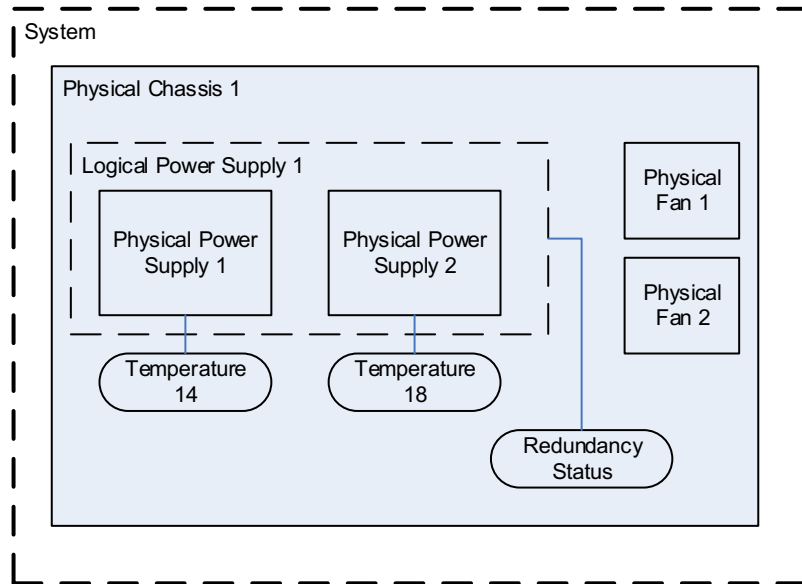 System
Physical Chassis 1
Logical Power Supply 1
Physical Power
Supply 1
Physical Power
Supply 2
Physical
Fan 1
Physical
Fan 2
Temperature
14
Temperature
18
Redundancy
Status